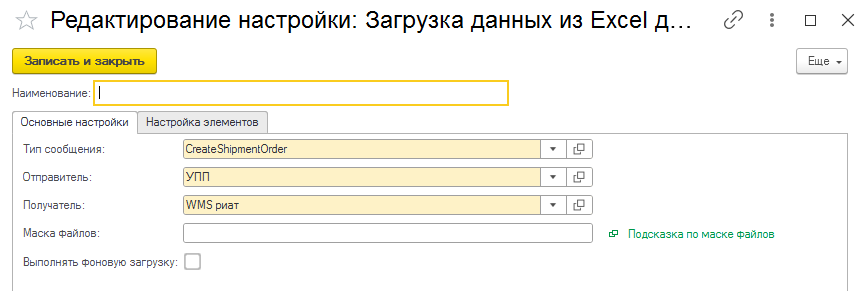 Редактирование настройки: Загрузка данных из Excel д...
Записать и закрыть
Еще
Наименование:
Основные настройки Настройка элементов
Тип сообщения: CreateShipmentOrder
Отправитель: УПП
Получатель: WMS риат
Маска файлов: Подсказка по маске файлов
Выполнять фоновую загрузку: